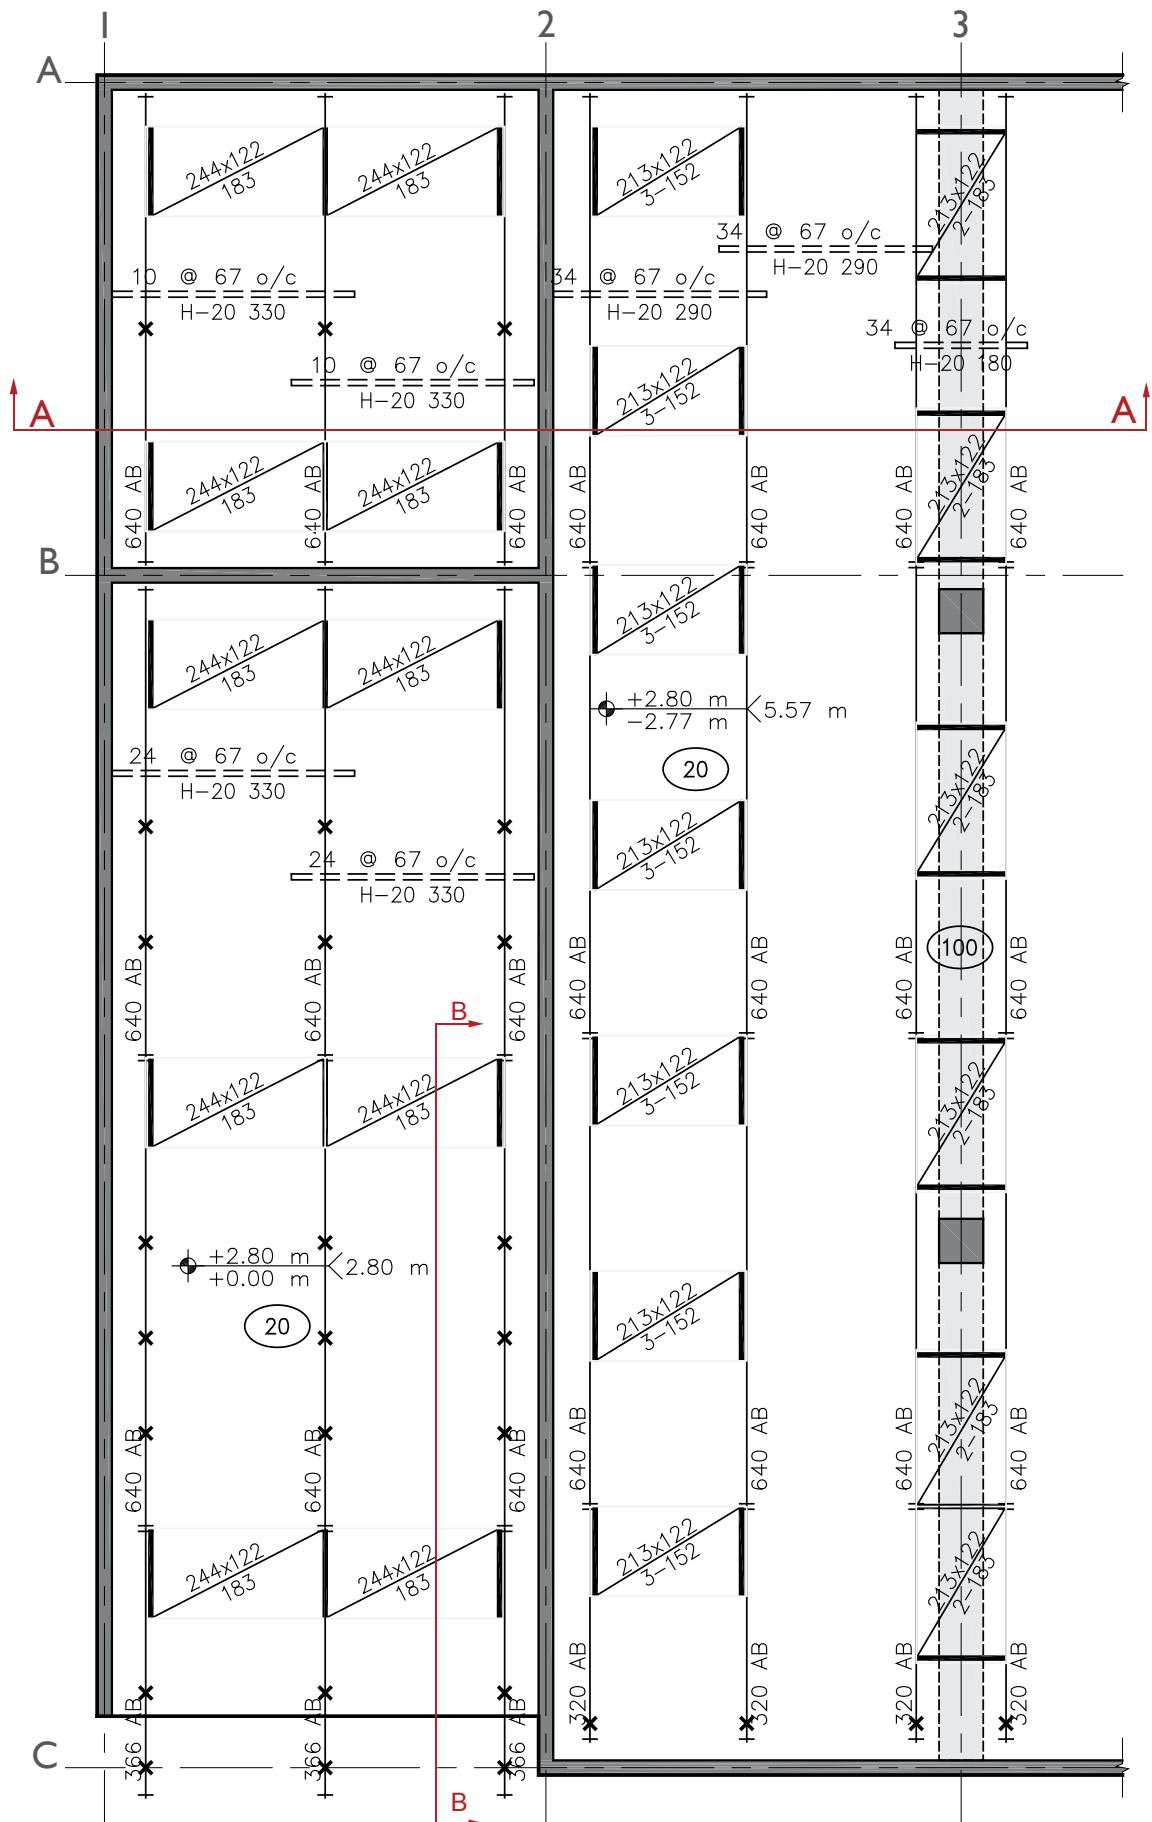 1 2 3
A
244x122
183
244x122
183
213x122
3-152
213x122
2-183
34 @ 67 o/c
H-20 290
10 @ 67 o/c
H-20 330
34 @ 67 o/c
H-20 290
34 @ 67 o/c
H-20 180
10 @ 67 o/c
H-20 330
213x122
3-152
A A
244x122
183
244x122
183
213x122
2-183
640 AB
640 AB
640 AB
640 AB
640 AB
640 AB
640 AB
B
213x122
3-152
244x122
183
244x122
183
+2.80 m
-2.77 m
5.57 m
20
24 @ 67 o/c
H-20 330
213x122
2-183
213x122
3-152
24 @ 67 o/c
H-20 330
100
640 AB
640 AB
640 AB
640 AB
640 AB
640 AB
640 AB
B
244x122
183
244x122
183
213x122
3-152
213x122
2-183
+2.80 m
+0.00 m
2.80 m
20
213x122
3-152
213x122
2-183
640 AB
640 AB
640 AB
640 AB
640 AB
640 AB
640 AB
244x122
183
244x122
183
213x122
3-152
213x122
2-183
320 AB
320 AB
320 AB
320 AB
366 AB
366 AB
366 AB
C
B